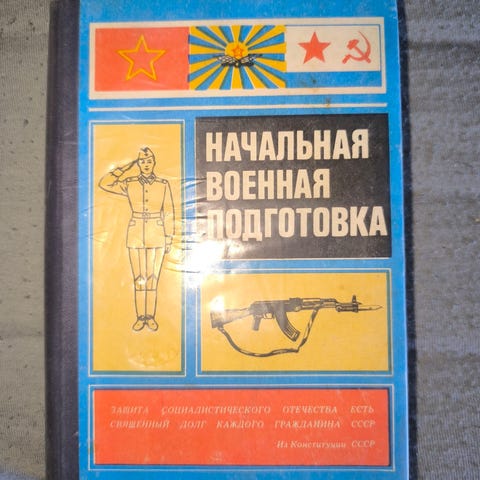 НАЧАЛЬНАЯ
ВОЕННАЯ
ПОДГОТОВКА
ЗАЩИТА СОЦИАЛИСТИЧЕСКОГО ОТЕЧЕСТВА ЕСТЬ
СВЯЩЕННЫЙ ДОЛГ КАЖДОГО ГРАЖДАНИНА СССР
Из Конституции СССР